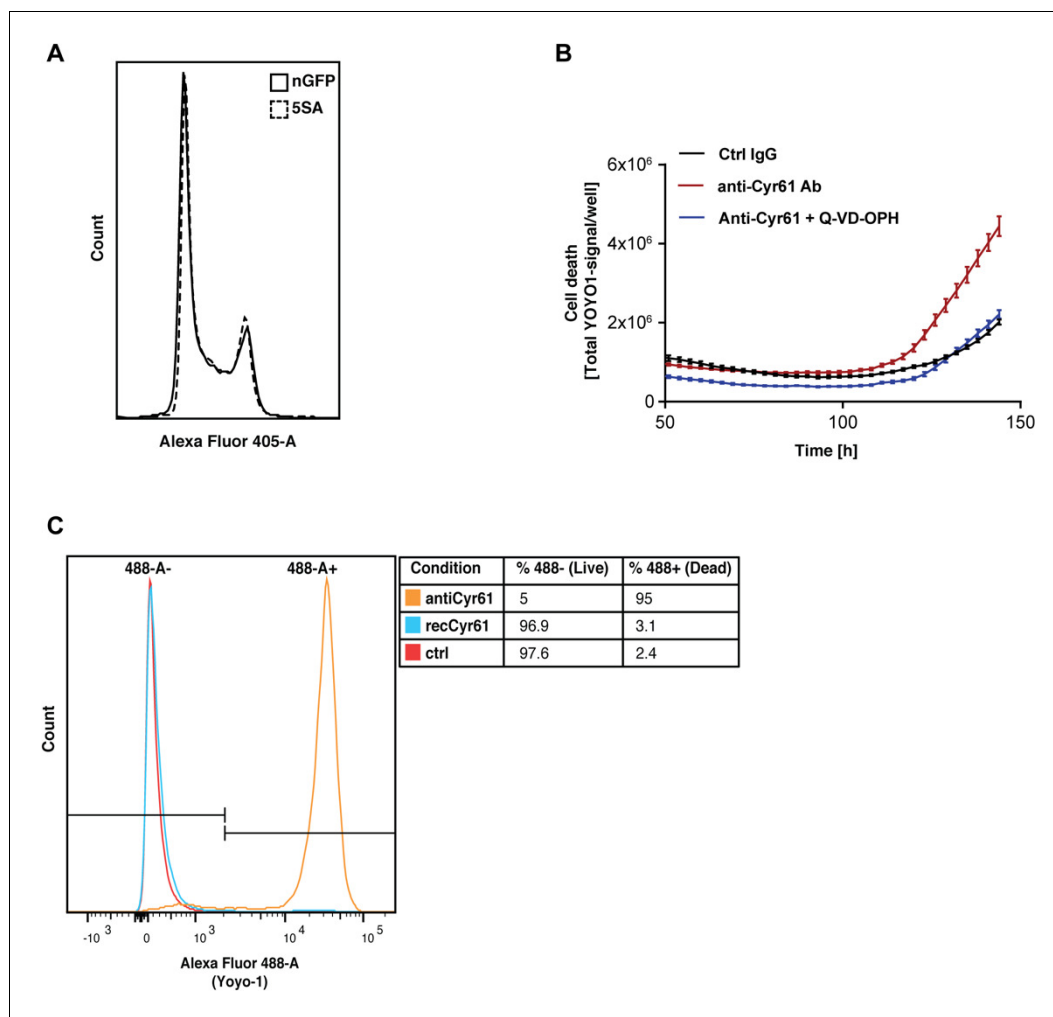 A
nGFP
5SA
Count
Alexa Fluor 405-A
B
Ctrl IgG
anti-Cyr61 Ab
Anti-Cyr61 + Q-VD-OPH
Cell death
[Total YOYO1-signal/well]
6x10⁶
4x10⁶
2x10⁶
0
50 100 150
Time [h]
C
488-A- 488-A+
Count
-10³ 0 10³ 10⁴ 10⁵
Alexa Fluor 488-A
(Yoyo-1)
Condition % 488- (Live) % 488+ (Dead)
antiCyr61 5 95
recCyr61 96.9 3.1
ctrl 97.6 2.4